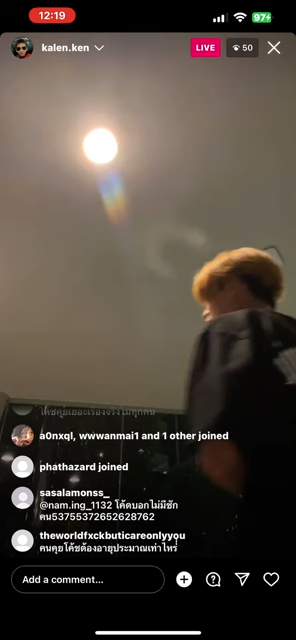 12:19
97
kalen.ken
LIVE
50
a0nxql, wwwanmai1 and 1 other joined
phathazard joined
sasalamonss_
@nam.ing_1132 โค้ดบอกไม่มีซัก
คน53755372652628762
theworldfxckbuticareonlyyou
คนคุยโค้ชต้องอายุประมาณเท่าไหร่
Add a comment...